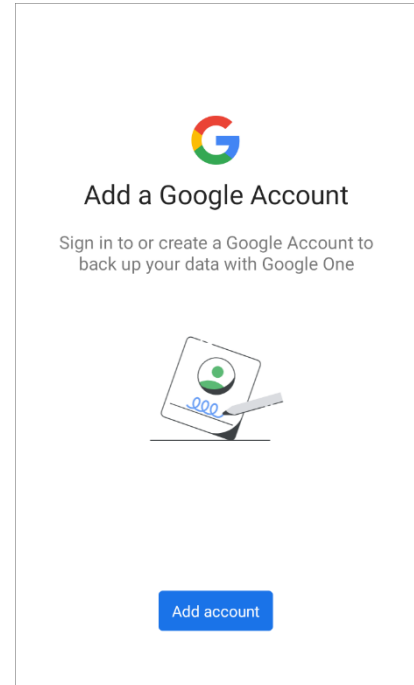 Add a Google Account
Sign in to or create a Google Account to
back up your data with Google One
Add account